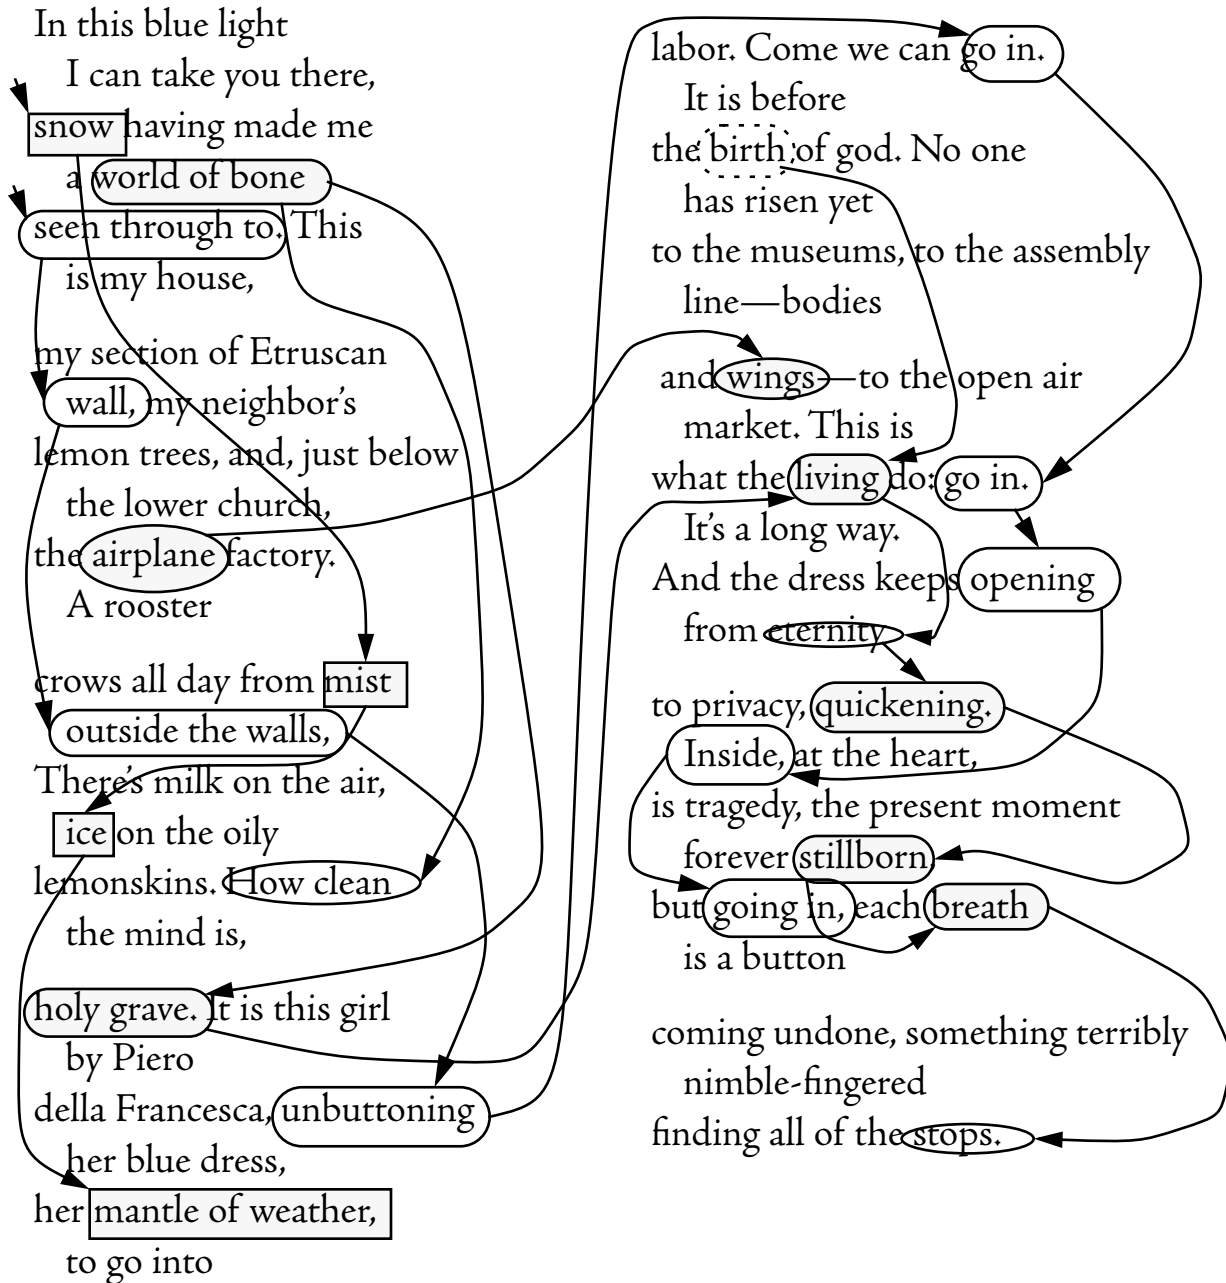 In this blue light
I can take you there,
snow having made me
a world of bone
seen through to. This
is my house,
my section of Etruscan
wall, my neighbor's
lemon trees, and, just below
the lower church,
the airplane factory.
A rooster
crows all day from mist
outside the walls,
There's milk on the air,
ice on the oily
lemonskins. How clean
the mind is,
holy grave. It is this girl
by Piero
della Francesca, unbuttoning
her blue dress,
her mantle of weather,
to go into
labor. Come we can go in.
It is before
the birth of god. No one
has risen yet
to the museums, to the assembly
line—bodies
and wings—to the open air
market. This is
what the living do: go in.
It's a long way.
And the dress keeps opening
from eternity
to privacy, quickening.
Inside, at the heart,
is tragedy, the present moment
forever stillborn,
but going in, each breath
is a button
coming undone, something terribly
nimble-fingered
finding all of the stops.